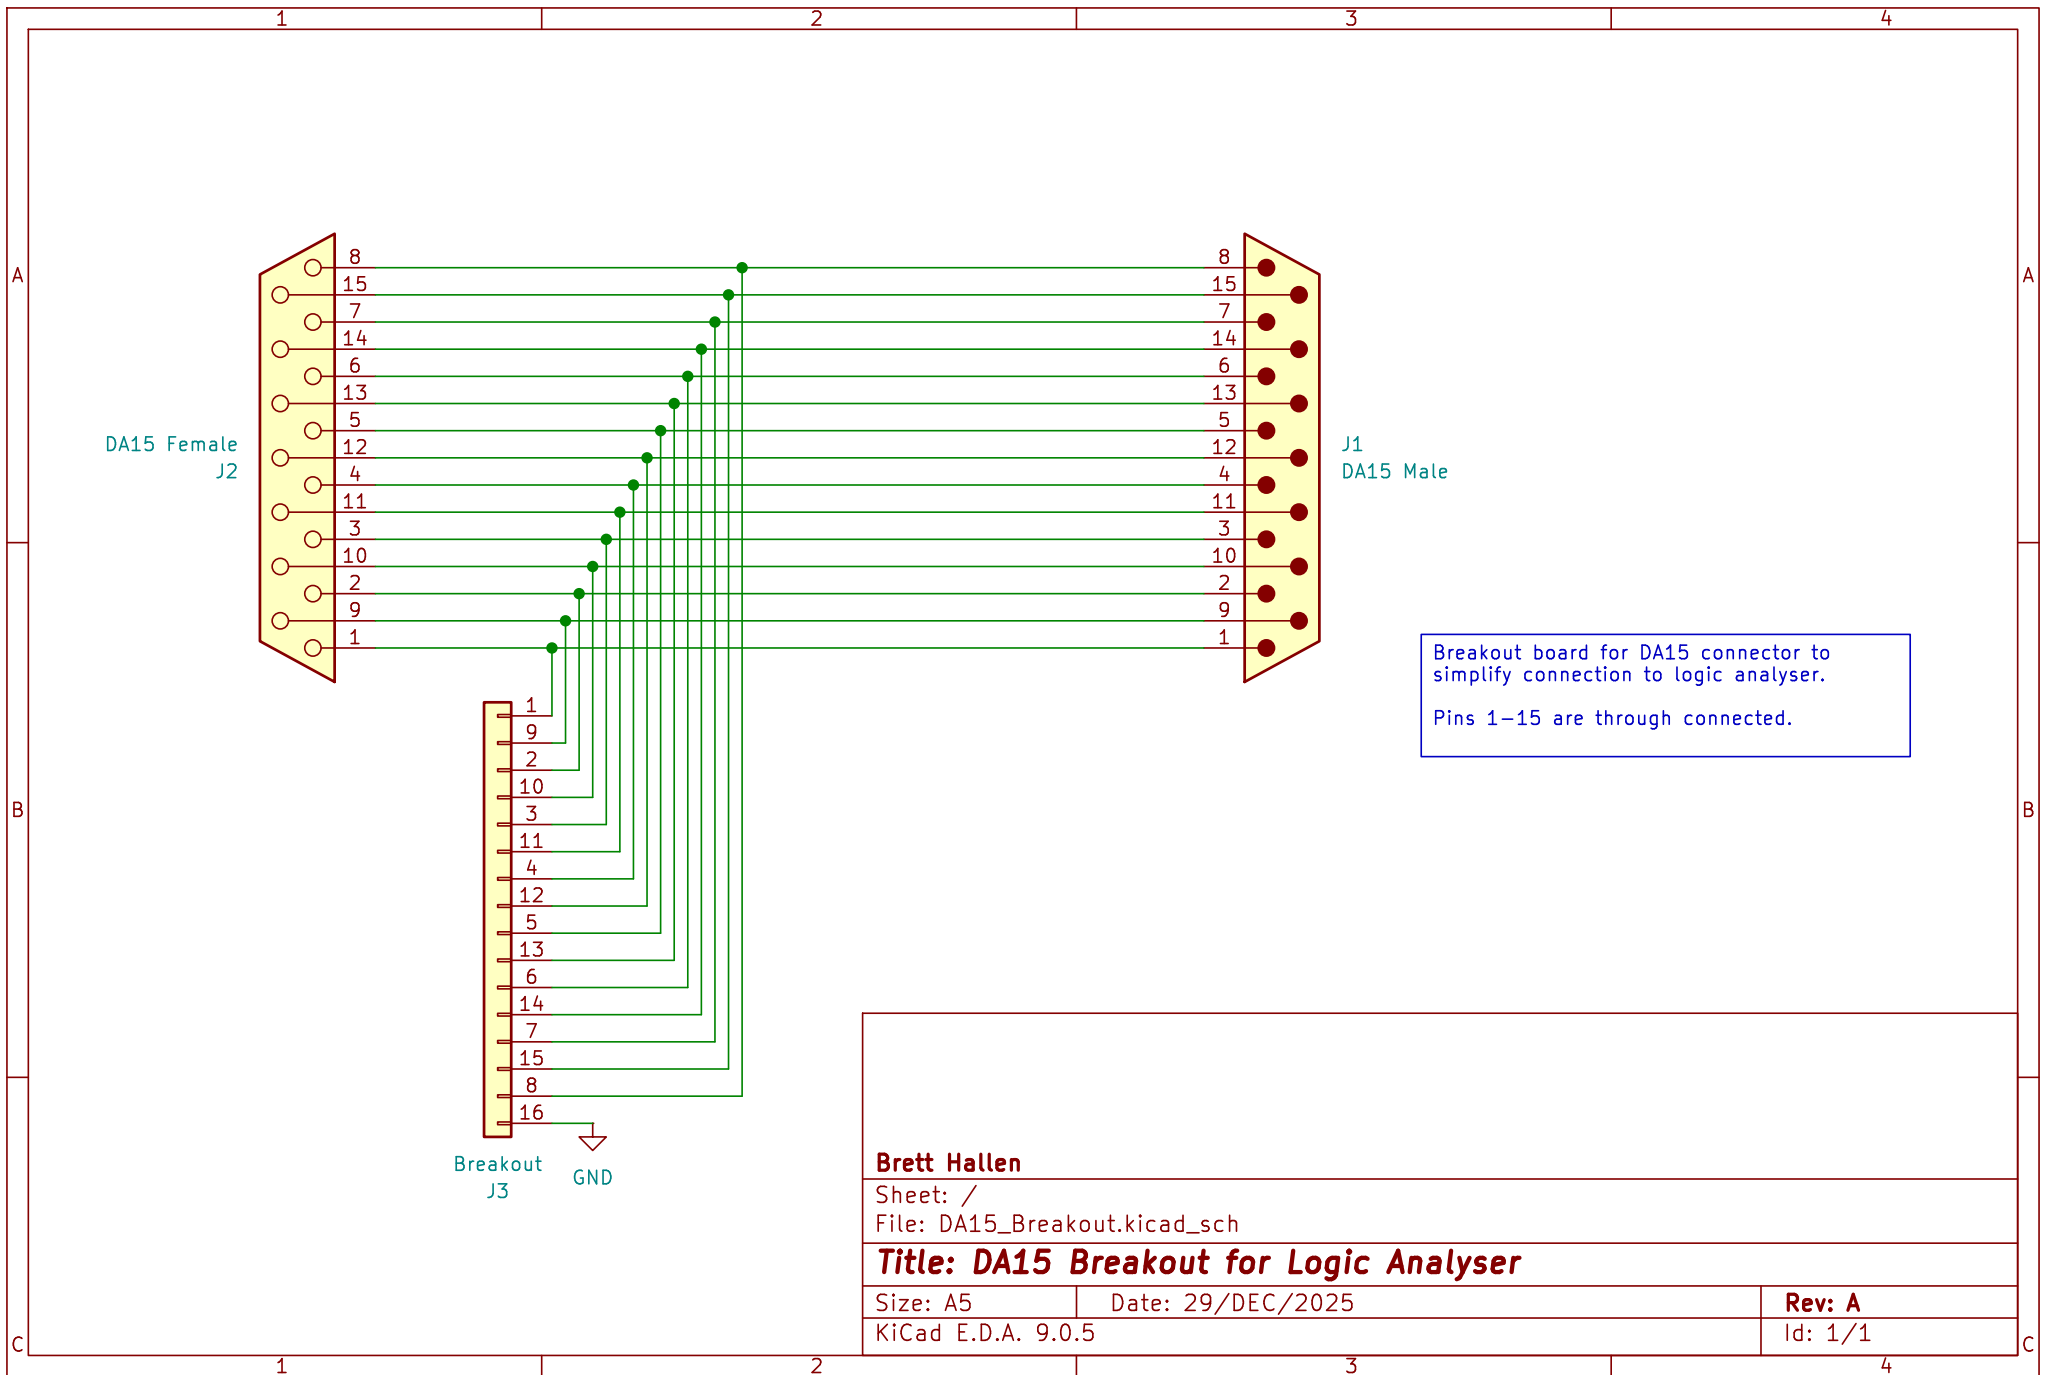 1 2 3 4
A A
8 8
15 15
7 7
14 14
6 6
13 13
5 5
DA15 Female J1
12 12
J2 DA15 Male
4 4
11 11
3 3
10 10
2 2
9 9
1 1
Breakout board for DA15 connector to
simplify connection to logic analyser.
Pins 1-15 are through connected.
1
9
2
10
3
B B
11
4
12
5
13
6
14
7
15
8
16
Breakout
J3
GND
Brett Hallen
Sheet: /
File: DA15_Breakout.kicad_sch
Title: DA15 Breakout for Logic Analyser
Size: A5 Date: 29/DEC/2025 Rev: A
KiCad E.D.A. 9.0.5 Id: 1/1
C C
1 2 3 4